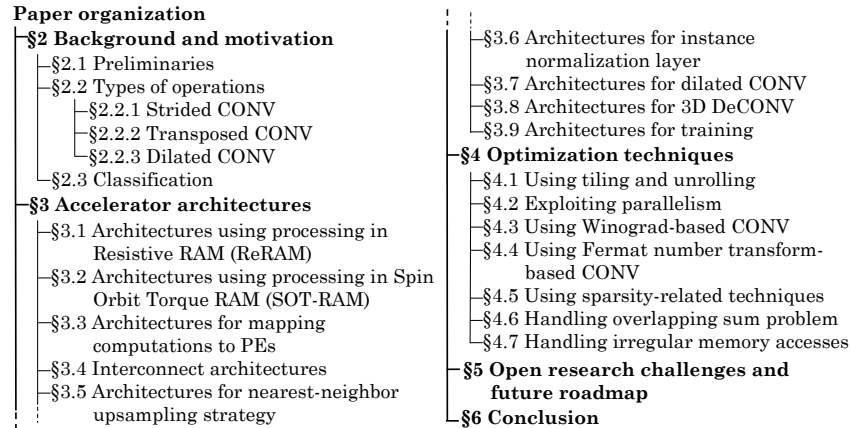 Paper organization
§2 Background and motivation
§2.1 Preliminaries
§2.2 Types of operations
§2.2.1 Strided CONV
§2.2.2 Transposed CONV
§2.2.3 Dilated CONV
§2.3 Classification
§3 Accelerator architectures
§3.1 Architectures using processing in
Resistive RAM (ReRAM)
§3.2 Architectures using processing in Spin
Orbit Torque RAM (SOT-RAM)
§3.3 Architectures for mapping
computations to PEs
§3.4 Interconnect architectures
§3.5 Architectures for nearest-neighbor
upsampling strategy
§3.6 Architectures for instance
normalization layer
§3.7 Architectures for dilated CONV
§3.8 Architectures for 3D DeCONV
§3.9 Architectures for training
§4 Optimization techniques
§4.1 Using tiling and unrolling
§4.2 Exploiting parallelism
§4.3 Using Winograd-based CONV
§4.4 Using Fermat number transform-
based CONV
§4.5 Using sparsity-related techniques
§4.6 Handling overlapping sum problem
§4.7 Handling irregular memory accesses
§5 Open research challenges and
future roadmap
§6 Conclusion